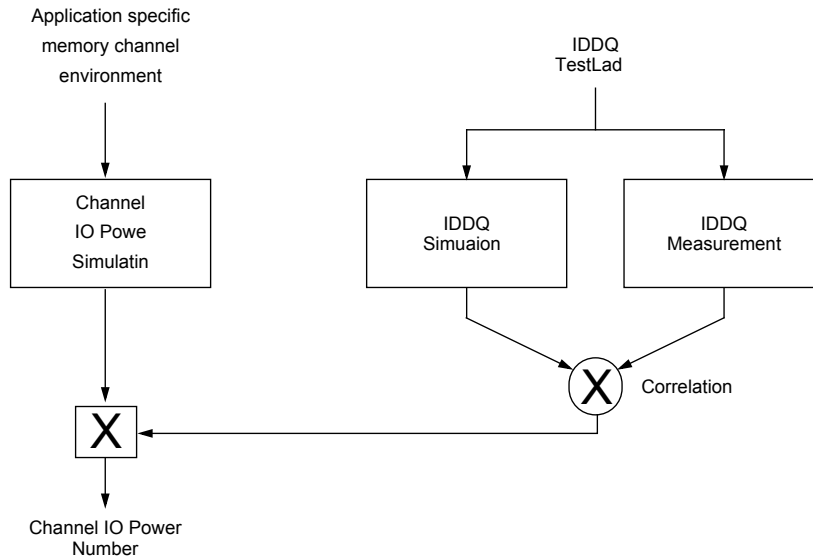 Application specific
memory channel
environment
IDDQ
TestLad
Channel
IO Powe
Simulatin
IDDQ
Simuaion
IDDQ
Measurement
X
Correlation
X
Channel IO Power
Number